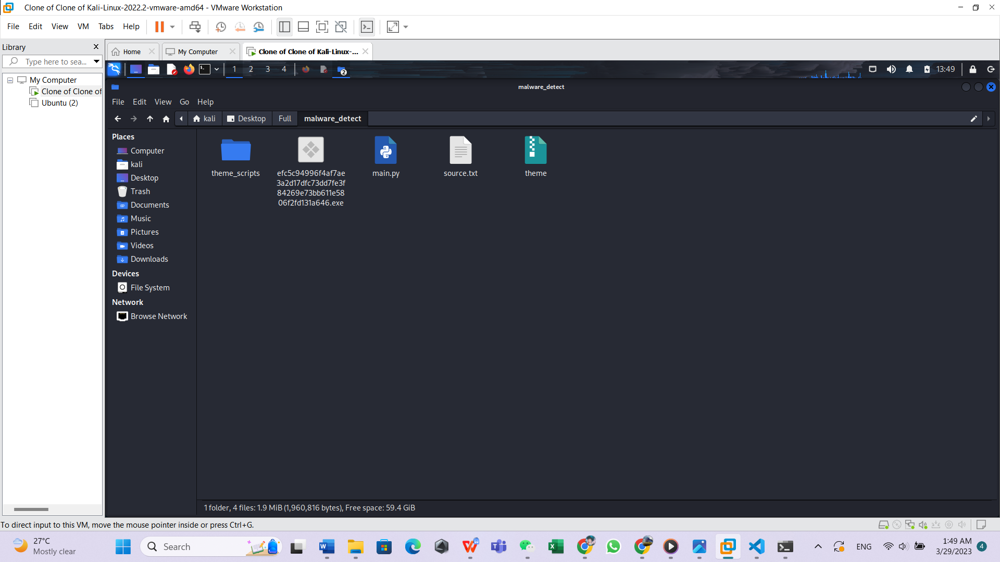 Clone of Clone of Kali-Linux-2022.2-vmware-amd64 - VMware Workstation
File Edit View VM Tabs Help
Library
Type here to sea...
My Computer
Clone of Clone of
Ubuntu (2)
Home
My Computer
Clone of Clone of Kali-Linux-...
1 2 3 4
2
13:49
malware_detect
File Edit View Go Help
kali Desktop Full malware_detect
Places
Computer
kali
Desktop
Trash
Documents
Music
Pictures
Videos
Downloads
Devices
File System
Network
Browse Network
theme_scripts
efc5c94996f4af7ae
3a2d17dfc73dd7fe3f
84269e73bb611e58
06f2fd131a646.exe
main.py
source.txt
theme
1 folder, 4 files: 1.9 MiB (1,960,816 bytes), Free space: 59.4 GiB
To direct input to this VM, move the mouse pointer inside or press Ctrl+G.
27°C
Mostly clear
Search
ENG
1:49 AM
3/29/2023
4